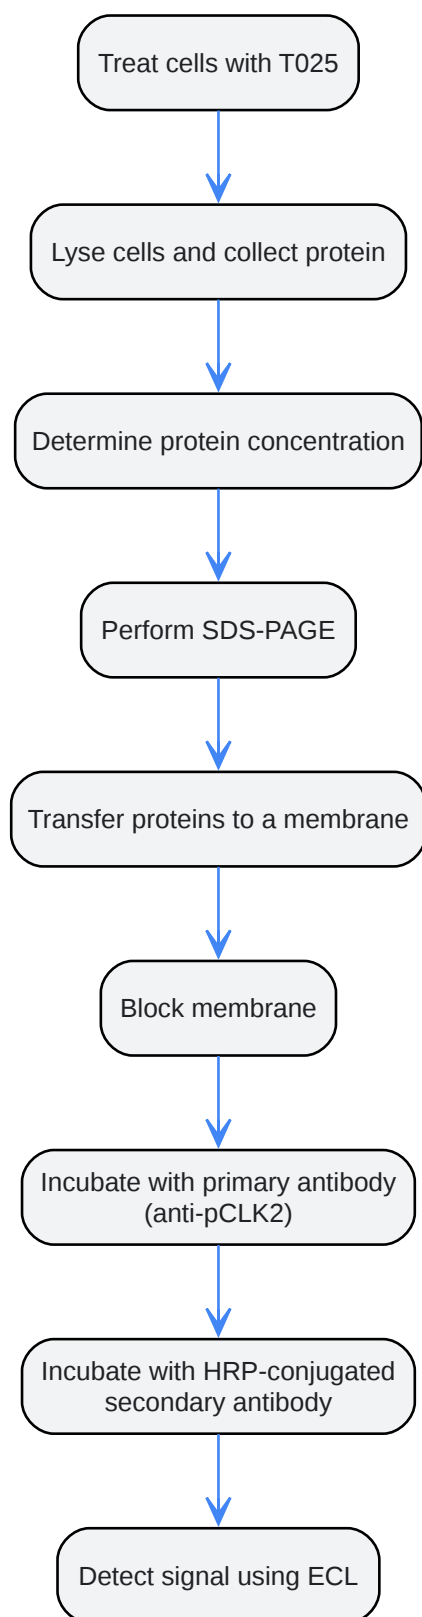 Treat cells with T025
Lyse cells and collect protein
Determine protein concentration
Perform SDS-PAGE
Transfer proteins to a membrane
Block membrane
Incubate with primary antibody
(anti-pCLK2)
Incubate with HRP-conjugated
secondary antibody
Detect signal using ECL